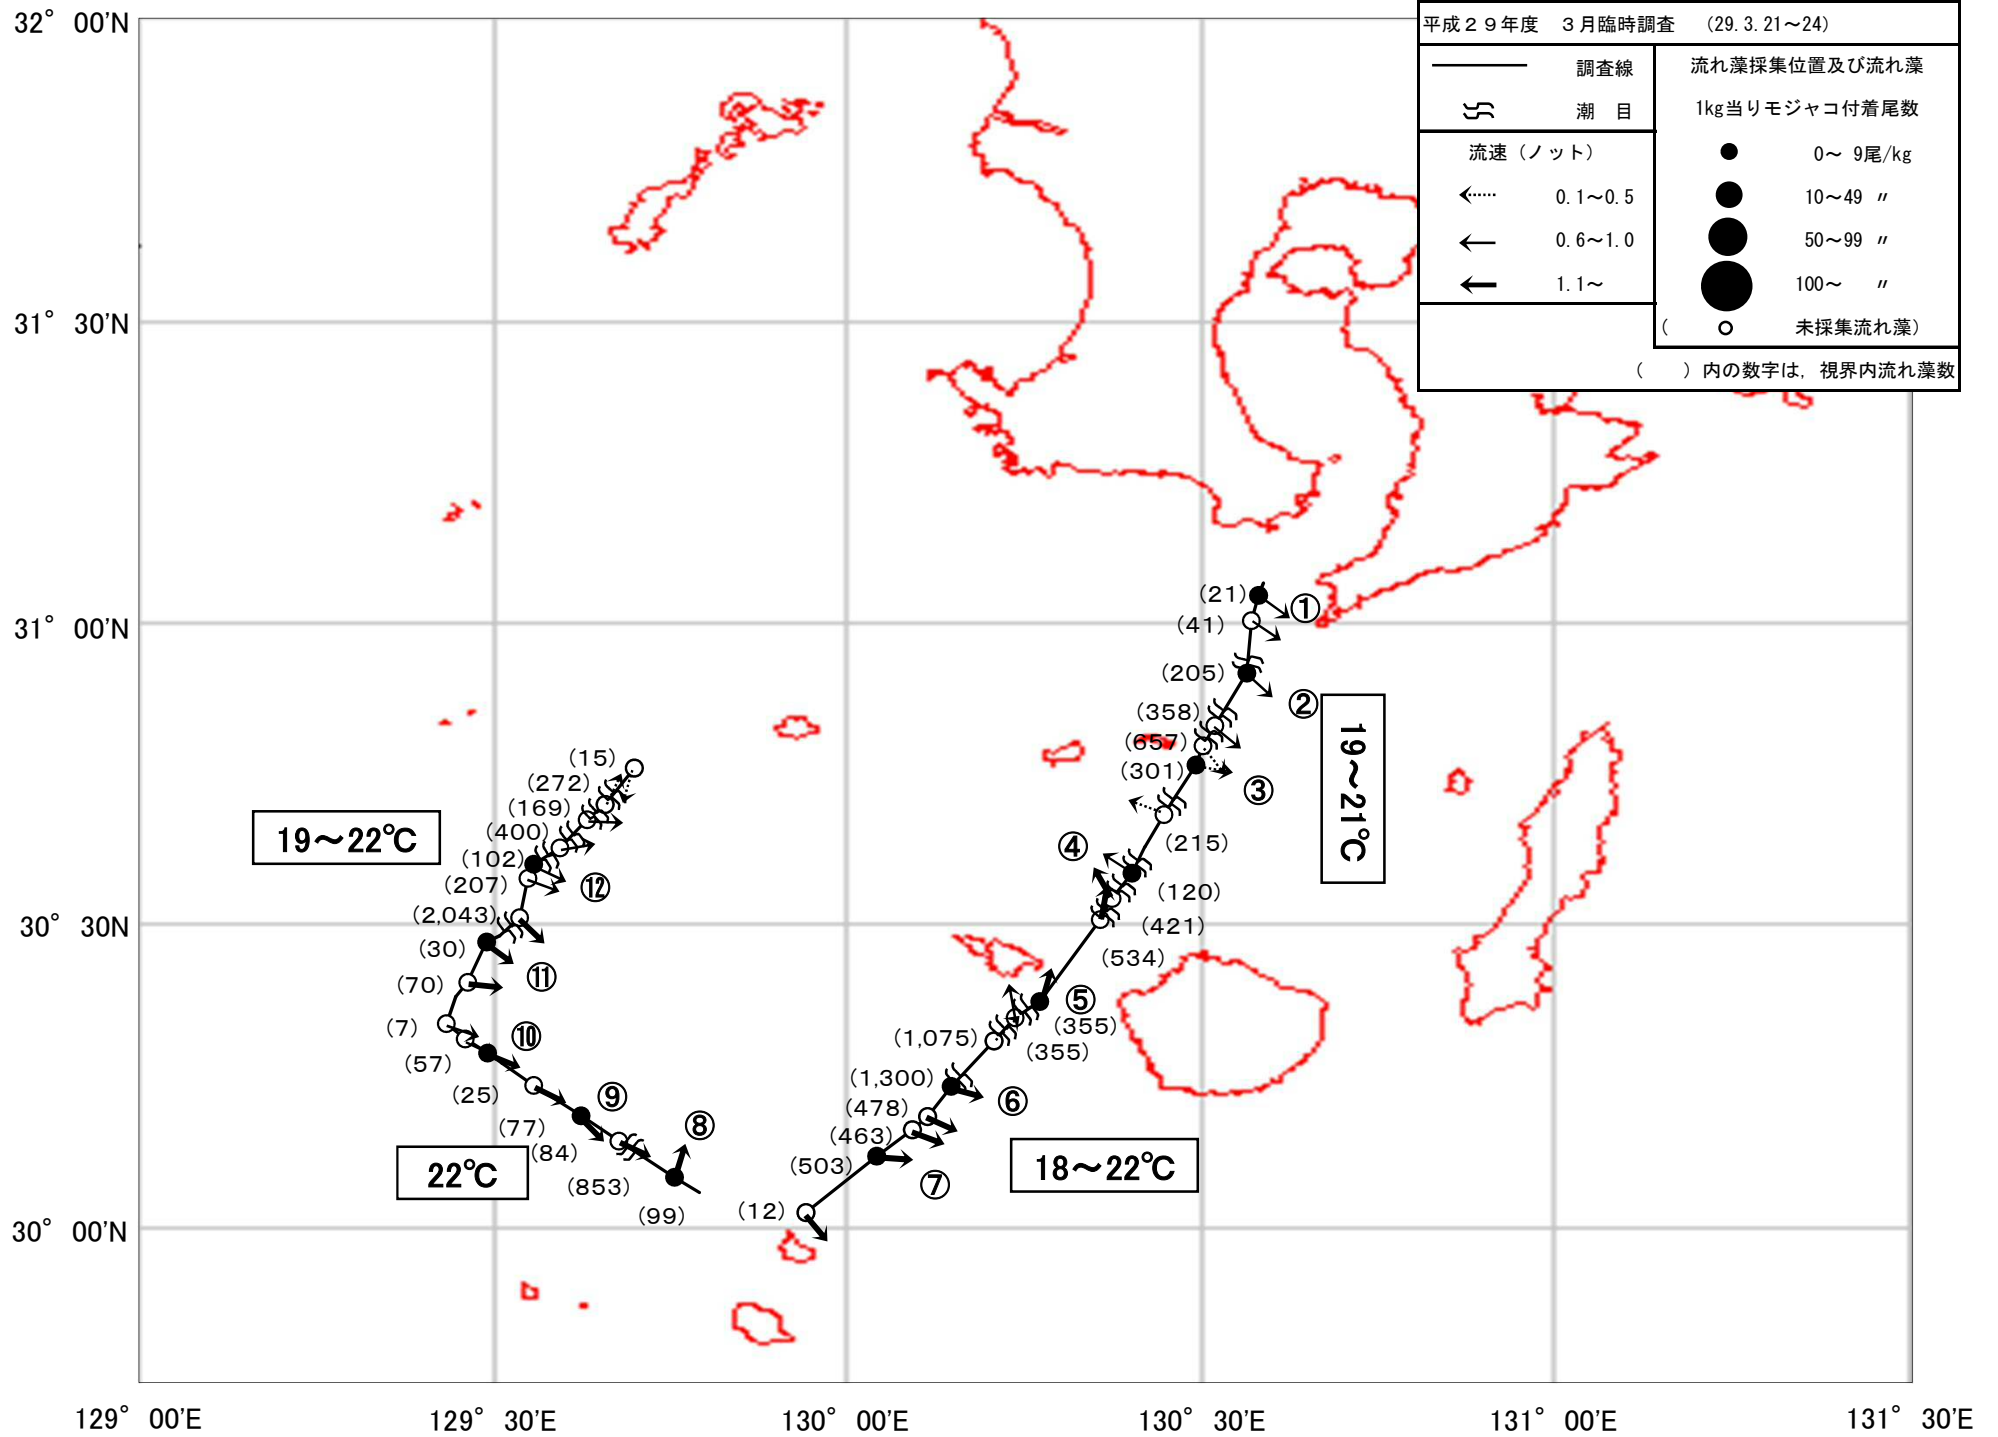 平成２９年度　３月臨時調査　（29.3.21～24）
調査線
潮　目
流速（ノット）
0.1～0.5
0.6～1.0
1.1～
流れ藻採集位置及び流れ藻
1kg当りモジャコ付着尾数
0～ 9尾/kg
10～49 〃
50～99 〃
100～ 〃
（ 未採集流れ藻）
（　）内の数字は，視界内流れ藻数
32° 00'N
31° 30'N
31° 00'N
30° 30'N
30° 00'N
129° 00'E
129° 30'E
130° 00'E
130° 30'E
131° 00'E
131° 30'E
(21)
①
(41)
(205)
②
(358)
(657)
(301)
③
(215)
④
(120)
(421)
(534)
⑤
(355)
(355)
(1,075)
(1,300)
⑥
(478)
(463)
(503)
⑦
(12)
19～21℃
18～22℃
(15)
(272)
(169)
(400)
(102)
(207)
⑫
(2,043)
(30)
⑪
(70)
(7)
⑩
(57)
(25)
⑨
(77)
(84)
⑧
(853)
(99)
19～22℃
22℃